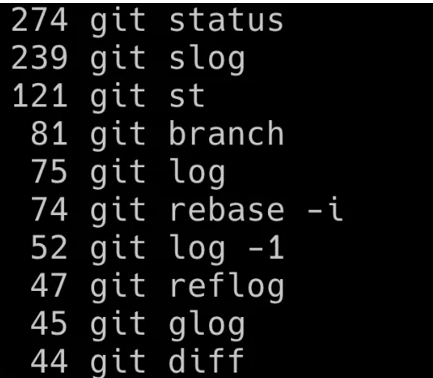 274 git status
239 git slog
121 git st
81 git branch
75 git log
74 git rebase -i
52 git log -1
47 git reflog
45 git glog
44 git diff